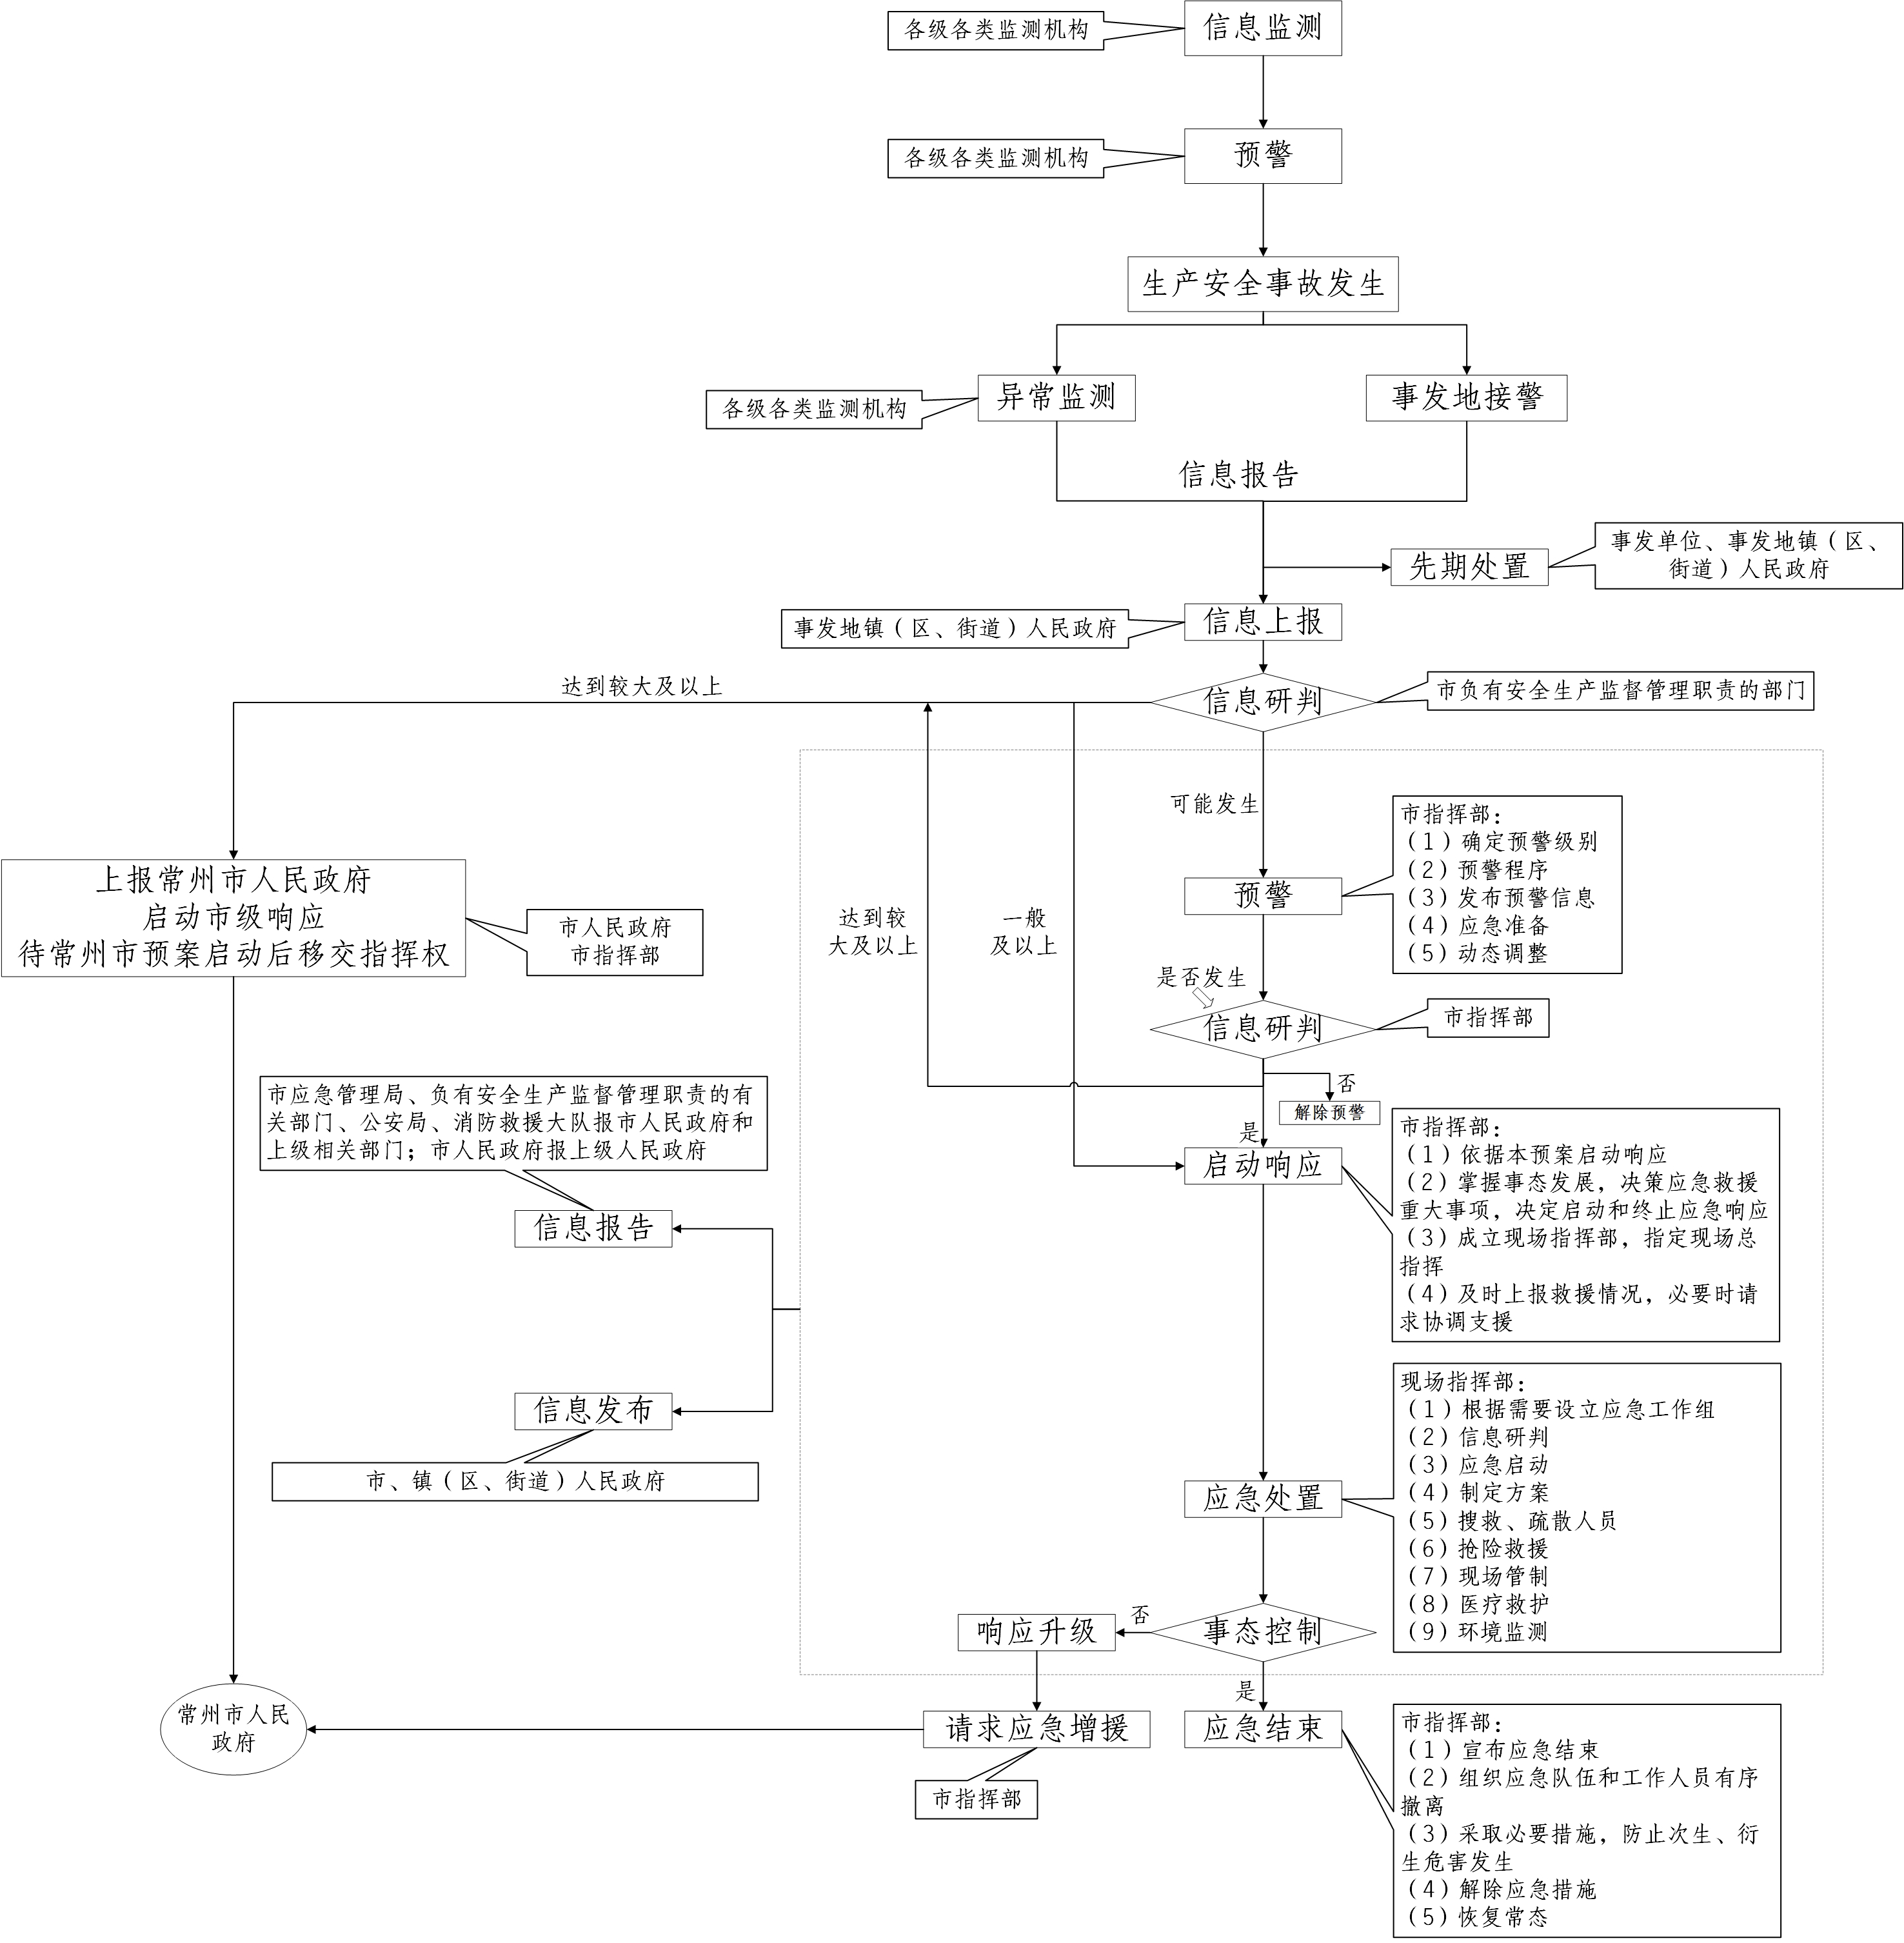 各级各类监测机构
信息监测
各级各类监测机构
预警
生产安全事故发生
各级各类监测机构
异常监测
事发地接警
信息报告
先期处置
事发单位、事发地镇（区、
街道）人民政府
事发地镇（区、街道）人民政府
信息上报
达到较大及以上
信息研判
市负有安全生产监督管理职责的部门
可能发生
上报常州市人民政府
启动市级响应
待常州市预案启动后移交指挥权
市人民政府
市指挥部
达到较
大及以上
一般
及以上
预警
市指挥部：
（1）确定预警级别
（2）预警程序
（3）发布预警信息
（4）应急准备
（5）动态调整
是否发生
信息研判
市指挥部
否
解除预警
是
启动响应
市指挥部：
（1）依据本预案启动响应
（2）掌握事态发展，决策应急救援
重大事项，决定启动和终止应急响应
（3）成立现场指挥部，指定现场总
指挥
（4）及时上报救援情况，必要时请
求协调支援
市应急管理局、负有安全生产监督管理职责的有
关部门、公安局、消防救援大队报市人民政府和
上级相关部门；市人民政府报上级人民政府
信息报告
信息发布
市、镇（区、街道）人民政府
应急处置
现场指挥部：
（1）根据需要设立应急工作组
（2）信息研判
（3）应急启动
（4）制定方案
（5）搜救、疏散人员
（6）抢险救援
（7）现场管制
（8）医疗救护
（9）环境监测
响应升级
否
事态控制
是
常州市人民
政府
请求应急增援
市指挥部
应急结束
市指挥部：
（1）宣布应急结束
（2）组织应急队伍和工作人员有序
撤离
（3）采取必要措施，防止次生、衍
生危害发生
（4）解除应急措施
（5）恢复常态